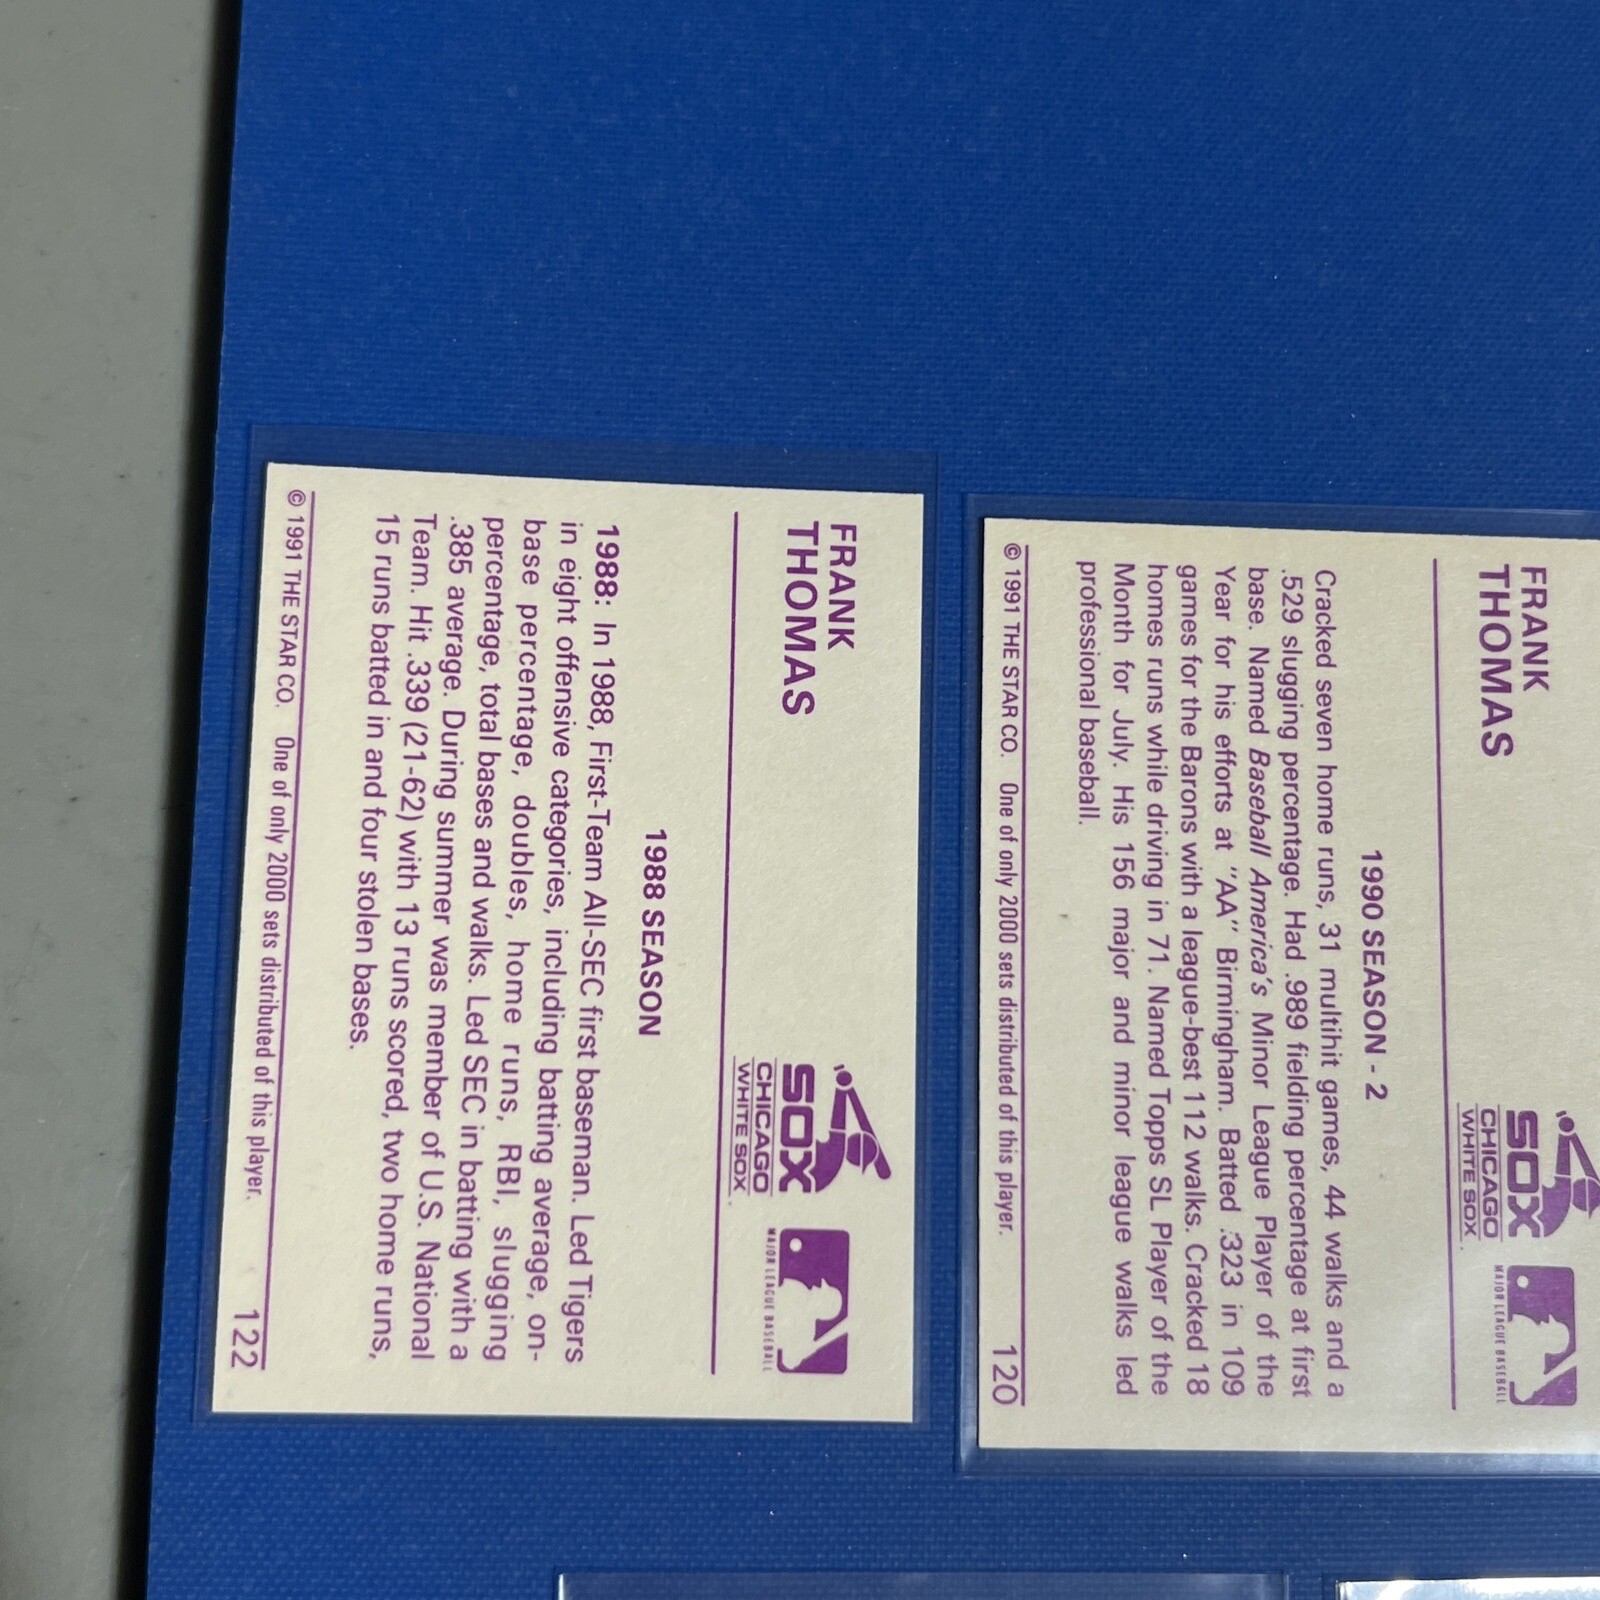 FRANK
THOMAS
SOX
CHICAGO
WHITE SOX
MAJOR LEAGUE BASEBALL
1990 SEASON - 2
Cracked seven home runs, 31 multihit games, 44 walks and a
.529 slugging percentage. Had .989 fielding percentage at first
base. Named Baseball America's Minor League Player of the
Year for his efforts at "AA" Birmingham. Batted .323 in 109
games for the Barons with a league-best 112 walks. Cracked 18
homes runs while driving in 71. Named Topps SL Player of the
Month for July. His 156 major and minor league walks led
professional baseball.
© 1991 THE STAR CO. One of only 2000 sets distributed of this player. 120
FRANK
THOMAS
SOX
CHICAGO
WHITE SOX
MAJOR LEAGUE BASEBALL
1988 SEASON
1988: In 1988, First-Team All-SEC first baseman. Led Tigers
in eight offensive categories, including batting average, on-
base percentage, doubles, home runs, RBI, slugging
percentage, total bases and walks. Led SEC in batting with a
.385 average. During summer was member of U.S. National
Team. Hit .339 (21-62) with 13 runs scored, two home runs,
15 runs batted in and four stolen bases.
© 1991 THE STAR CO. One of only 2000 sets distributed of this player. 122